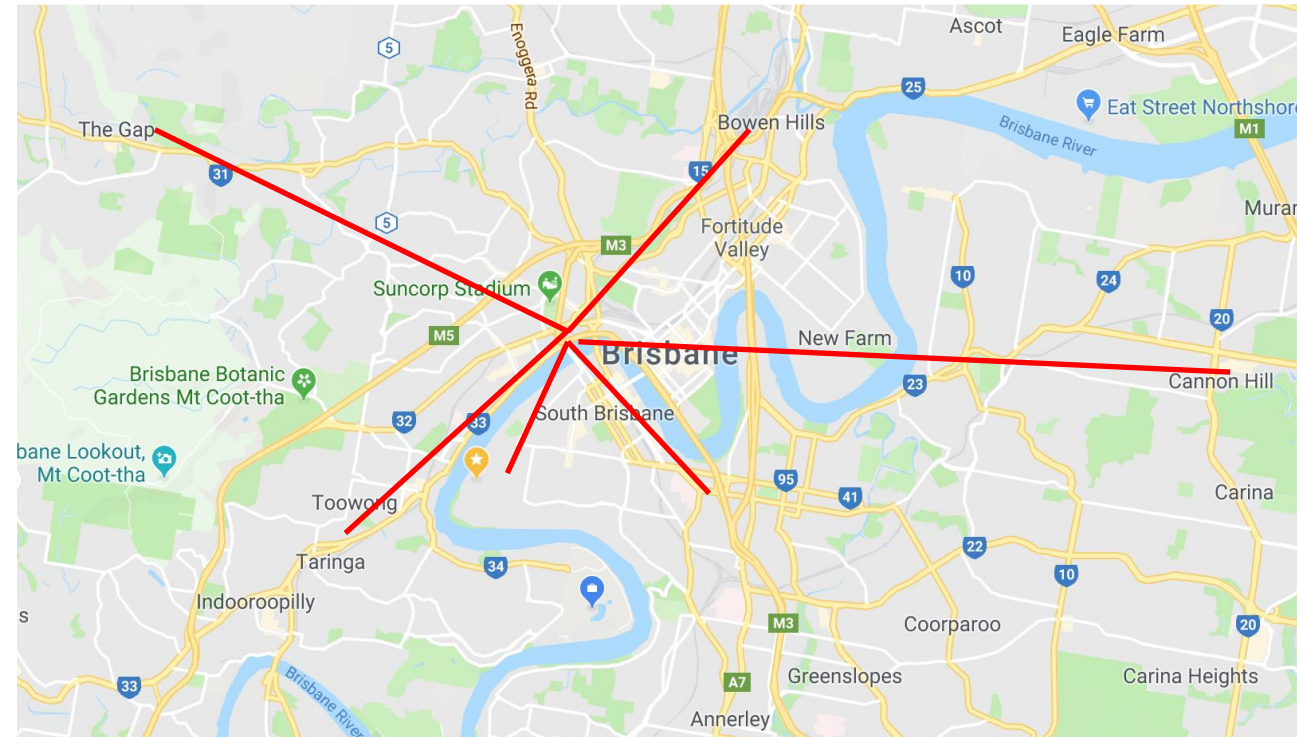 Ascot
Eagle Farm
5
Enoggera Rd
25
Eat Street Northshore
M1
Brisbane River
The Gap
Bowen Hills
31
15
5
Murar
Fortitude
Valley
M3
10
24
Suncorp Stadium
20
M5
New Farm
Brisbane
Brisbane Botanic
Gardens Mt Coot-tha
23
Cannon Hill
32
33
South Brisbane
bane Lookout,
Mt Coot-tha
95
41
Carina
Toowong
22
Taringa
34
10
Indooroopilly
s
M3
Coorparoo
20
Brisbane River
33
A7
Greenslopes
Carina Heights
Annerley